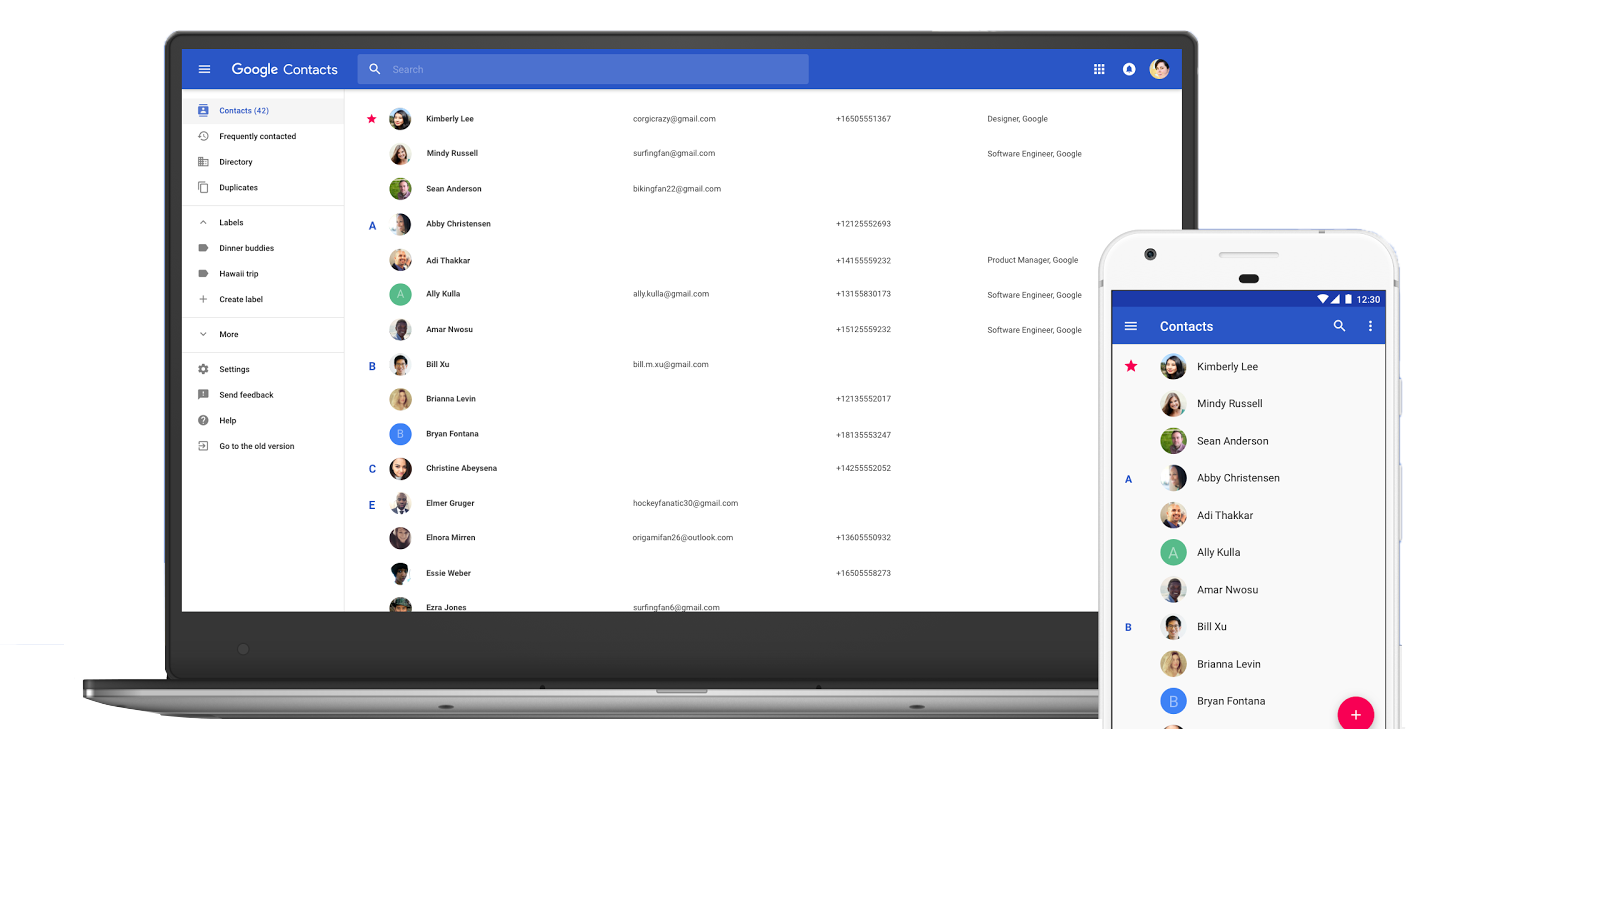 Google Contacts
Search
Contacts (42)
Frequently contacted
Directory
Duplicates
Labels
Dinner buddies
Hawaii trip
Create label
More
Settings
Send feedback
Help
Go to the old version
Kimberly Lee corgicrazy@gmail.com +16505551367 Designer, Google
Mindy Russell surfingfan@gmail.com Software Engineer, Google
Sean Anderson bikingfan22@gmail.com
A Abby Christensen +12125552693
Adi Thakkar +14155559232 Product Manager, Google
A Ally Kulla ally.kulla@gmail.com +13155830173 Software Engineer, Google
Amar Nwosu +15125559232 Software Engineer, Google
B Bill Xu bill.m.xu@gmail.com
Brianna Levin +12135552017
B Bryan Fontana +18135553247
C Christine Abeysena +14255552052
E Elmer Gruger hockeyfanatic30@gmail.com
Elnora Mirren origamifan26@outlook.com +13605550932
Essie Weber +16505558273
Ezra Jones surfingfan6@gmail.com
12:30
Contacts
Kimberly Lee
Mindy Russell
Sean Anderson
A Abby Christensen
Adi Thakkar
A Ally Kulla
Amar Nwosu
B Bill Xu
Brianna Levin
B Bryan Fontana